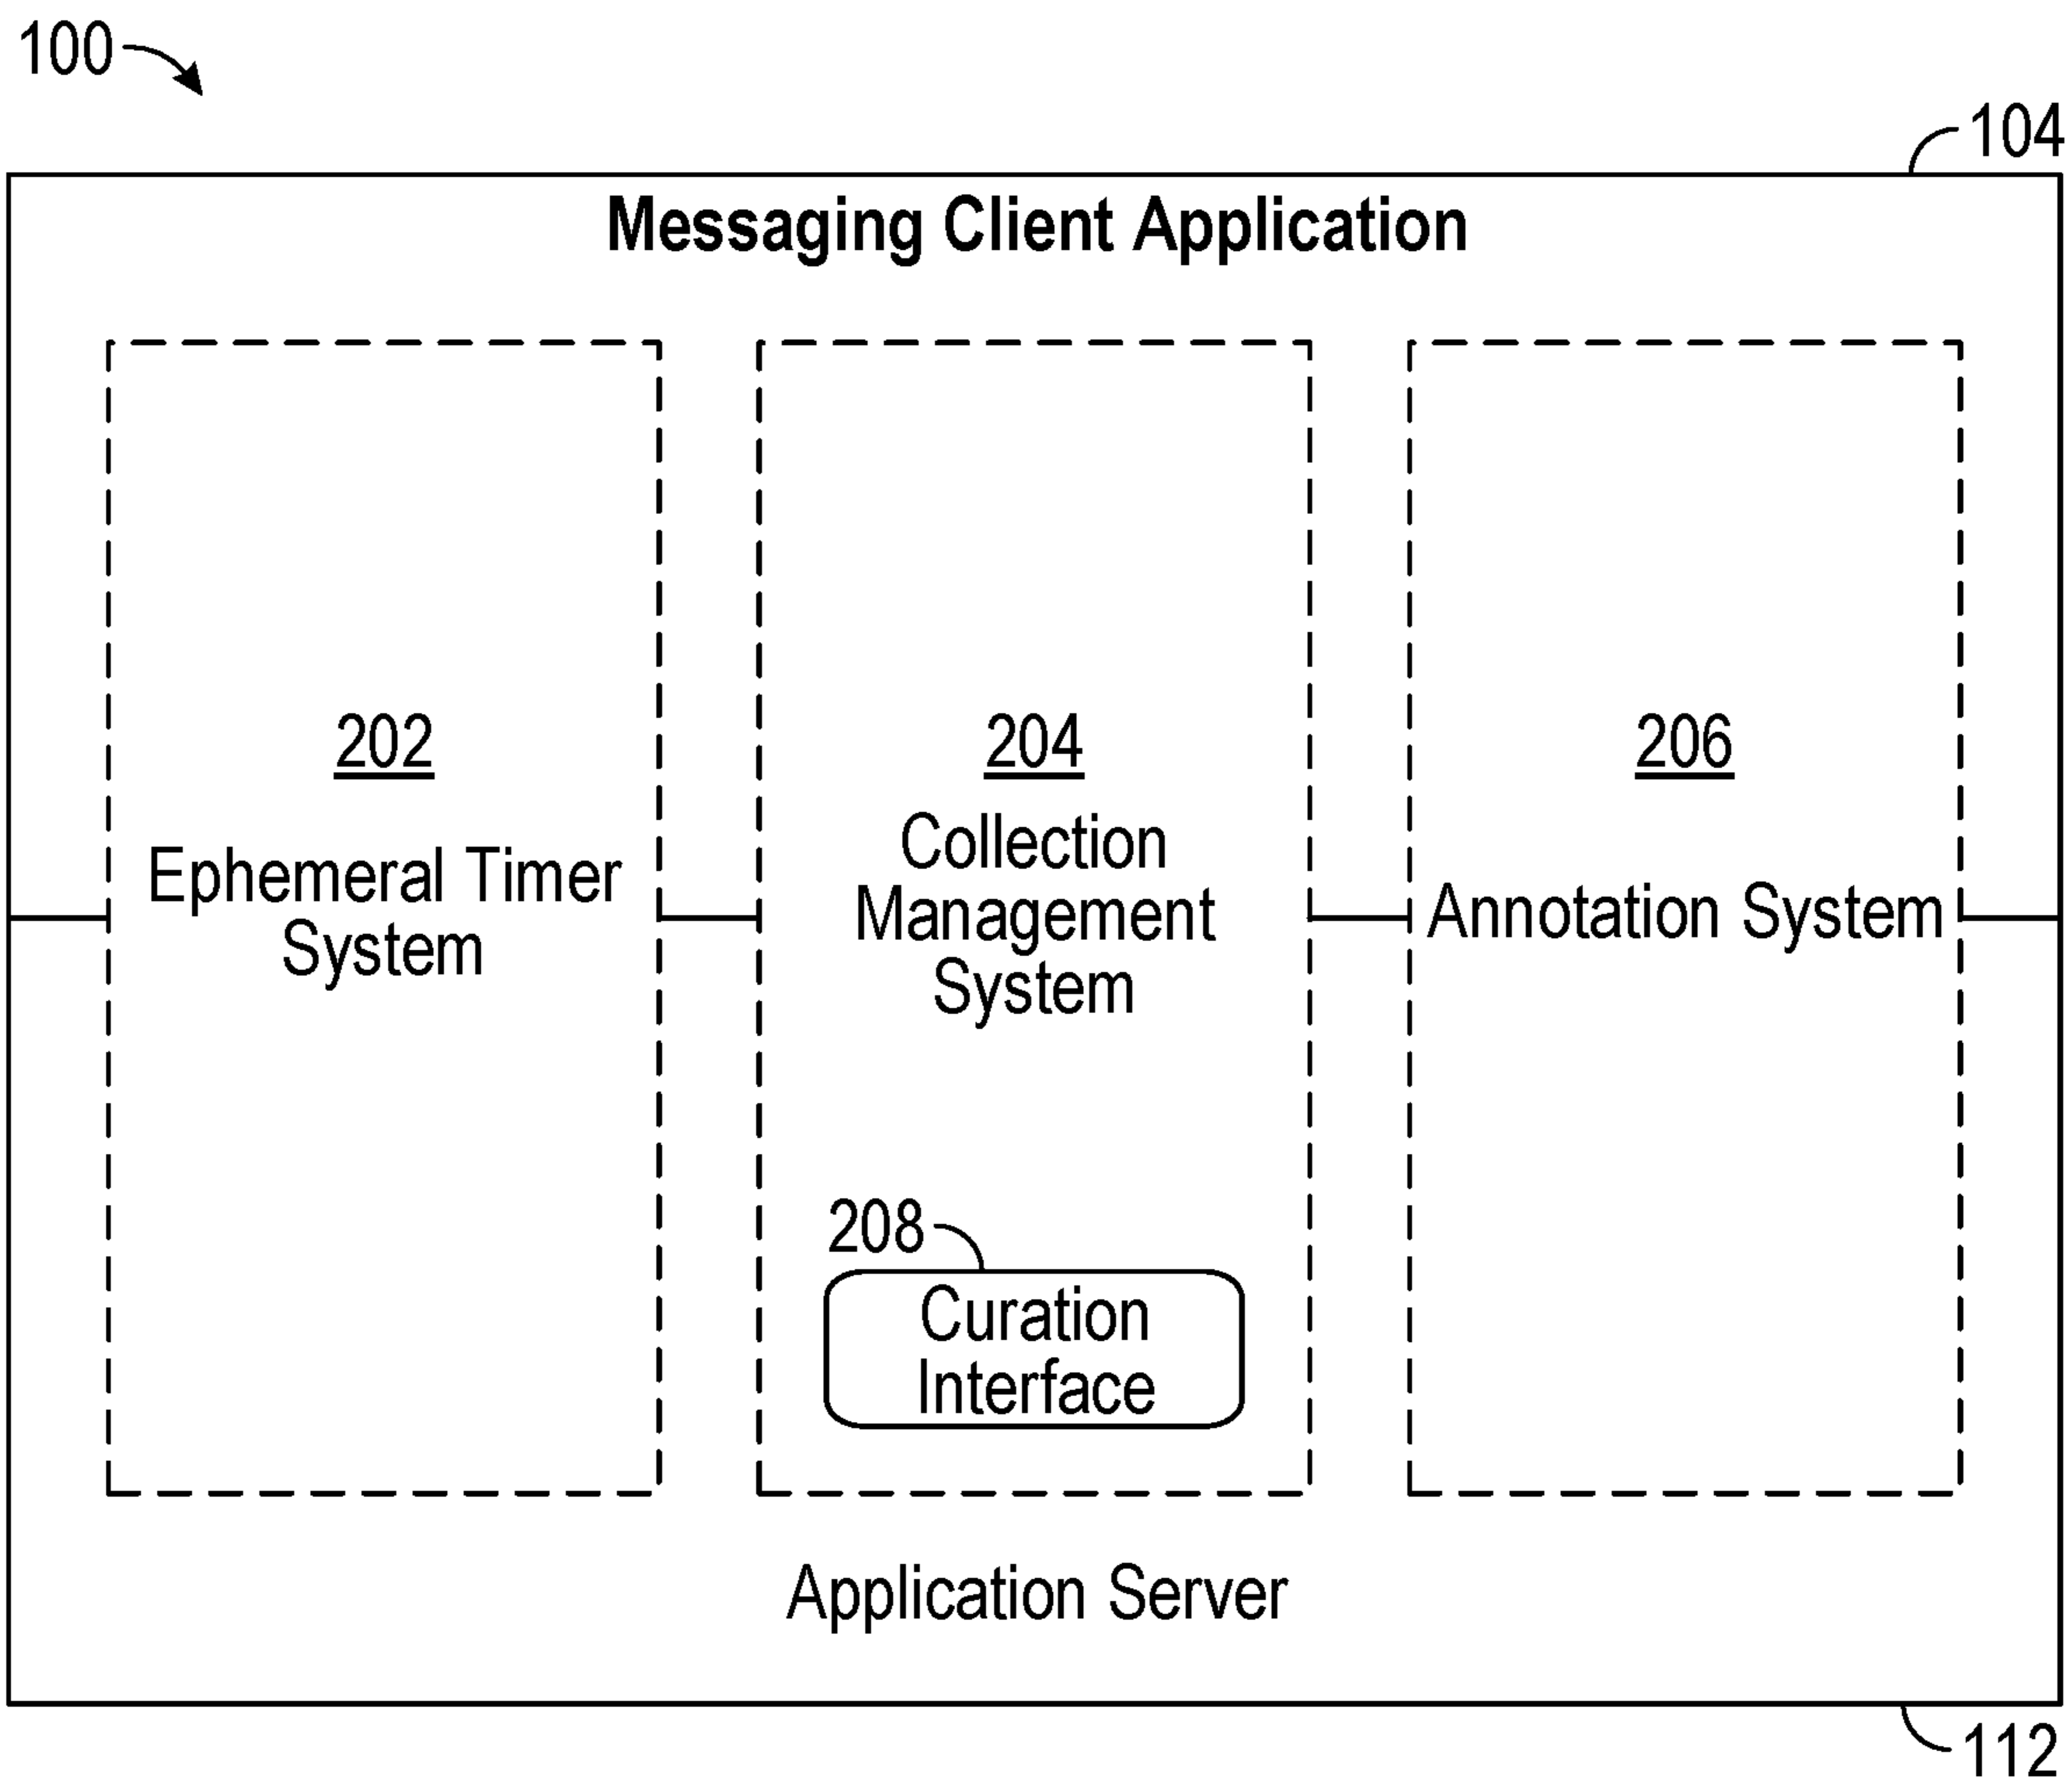 100
104
Messaging Client Application
202
Ephemeral Timer
System
204
Collection
Management
System
206
Annotation System
208
Curation
Interface
Application Server
112